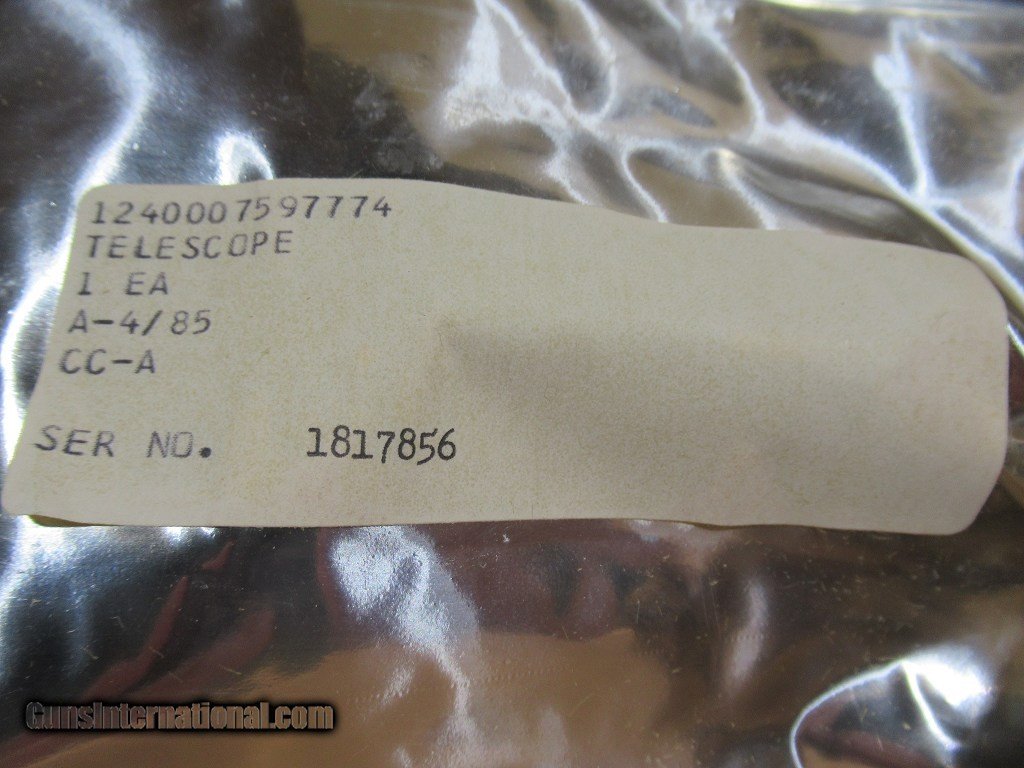 1240007597774
TELESCOPE
1 EA
A-4/85
CC-A
SER NO. 1817856
GunsInternational.com